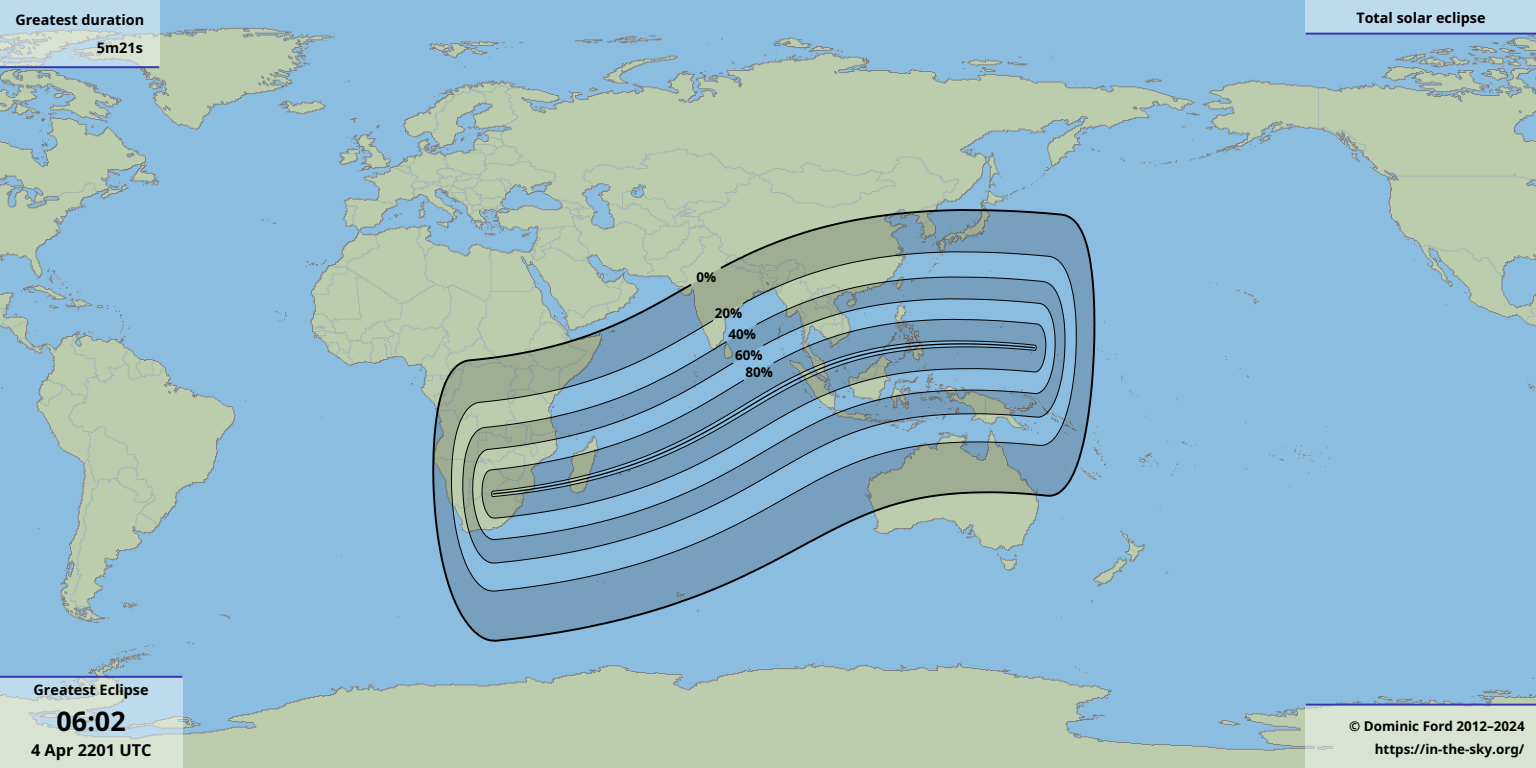 Greatest duration
5m21s
Total solar eclipse
0%
20%
40%
60%
80%
Greatest Eclipse
06:02
4 Apr 2201 UTC
© Dominic Ford 2012–2024
https://in-the-sky.org/